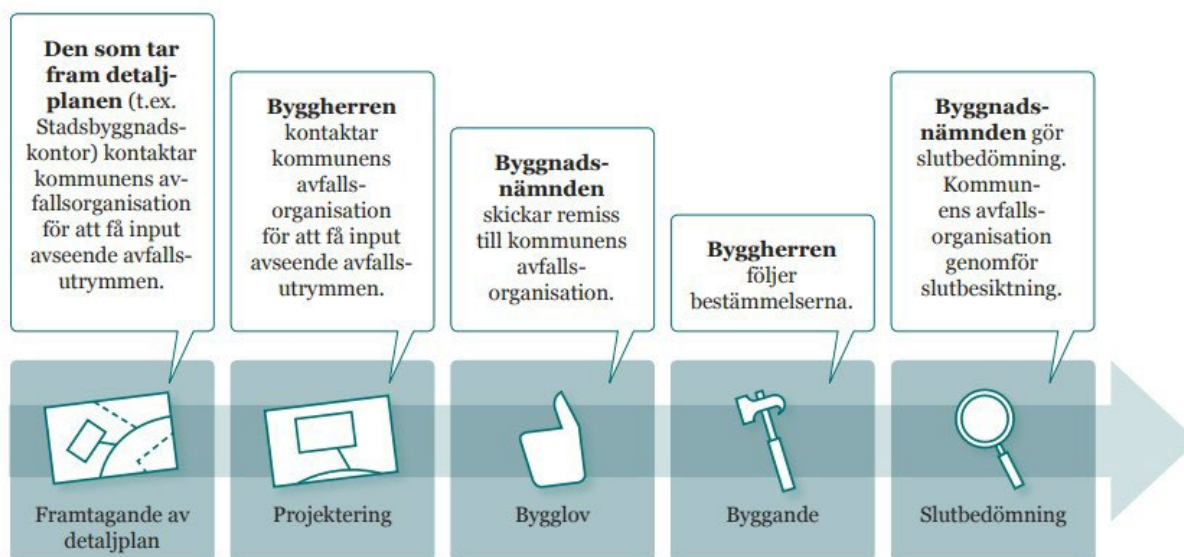 Den som tar
fram detalj-
planen (t.ex.
Stadsbyggnads-
kontor) kontaktar
kommunens av-
fallsorganisation
för att få input
avseende avfalls-
utrymmen.
Byggherren
kontaktar
kommunens
avfalls-
organisation
för att få input
avseende avfalls-
utrymmen.
Byggnads-
nämnden
skickar remiss
till kommunens
avfalls-
organisation.
Byggherren
följer
bestämmelserna.
Byggnads-
nämnden gör
slutbedömning.
Kommun-
ens avfalls-
organisation
genomför
slutbesiktning.
Framtagande av
detaljplan
Projektering
Bygglov
Byggande
Slutbedömning